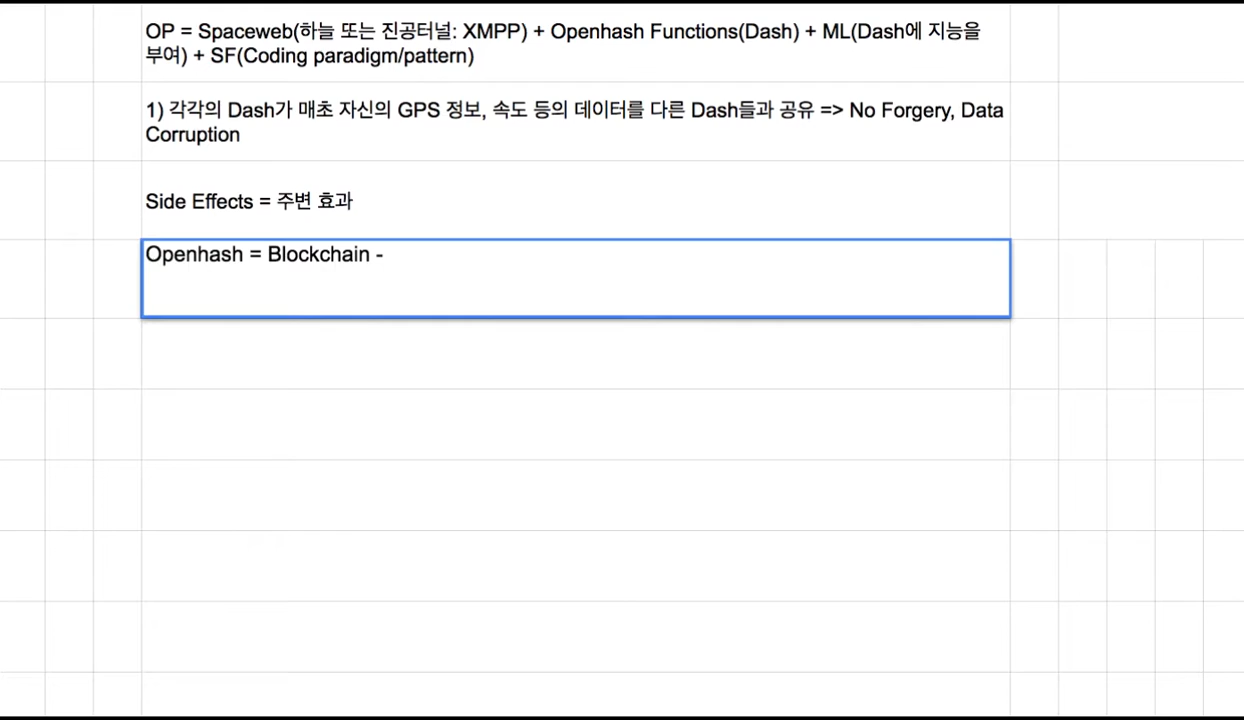 OP = Spaceweb(하늘 또는 진공터널: XMPP) + Openhash Functions(Dash) + ML(Dash에 지능을
부여) + SF(Coding paradigm/pattern)
1) 각각의 Dash가 매초 자신의 GPS 정보, 속도 등의 데이터를 다른 Dash들과 공유 => No Forgery, Data
Corruption
Side Effects = 주변 효과
Openhash = Blockchain -